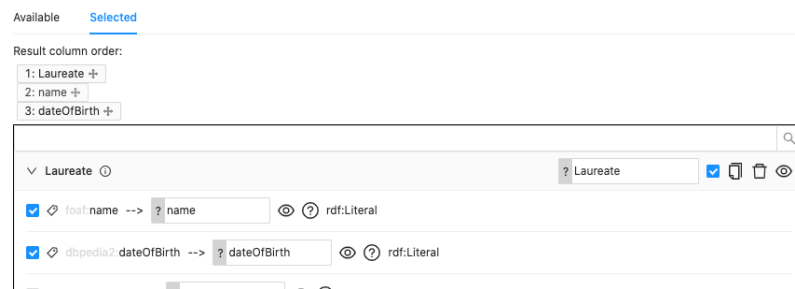 Available Selected
Result column order:
1: Laureate
2: name
3: dateOfBirth
Laureate ? Laureate
foaf:name --> ? name ? rdf:Literal
dbpedia2:dateOfBirth --> ? dateOfBirth ? rdf:Literal